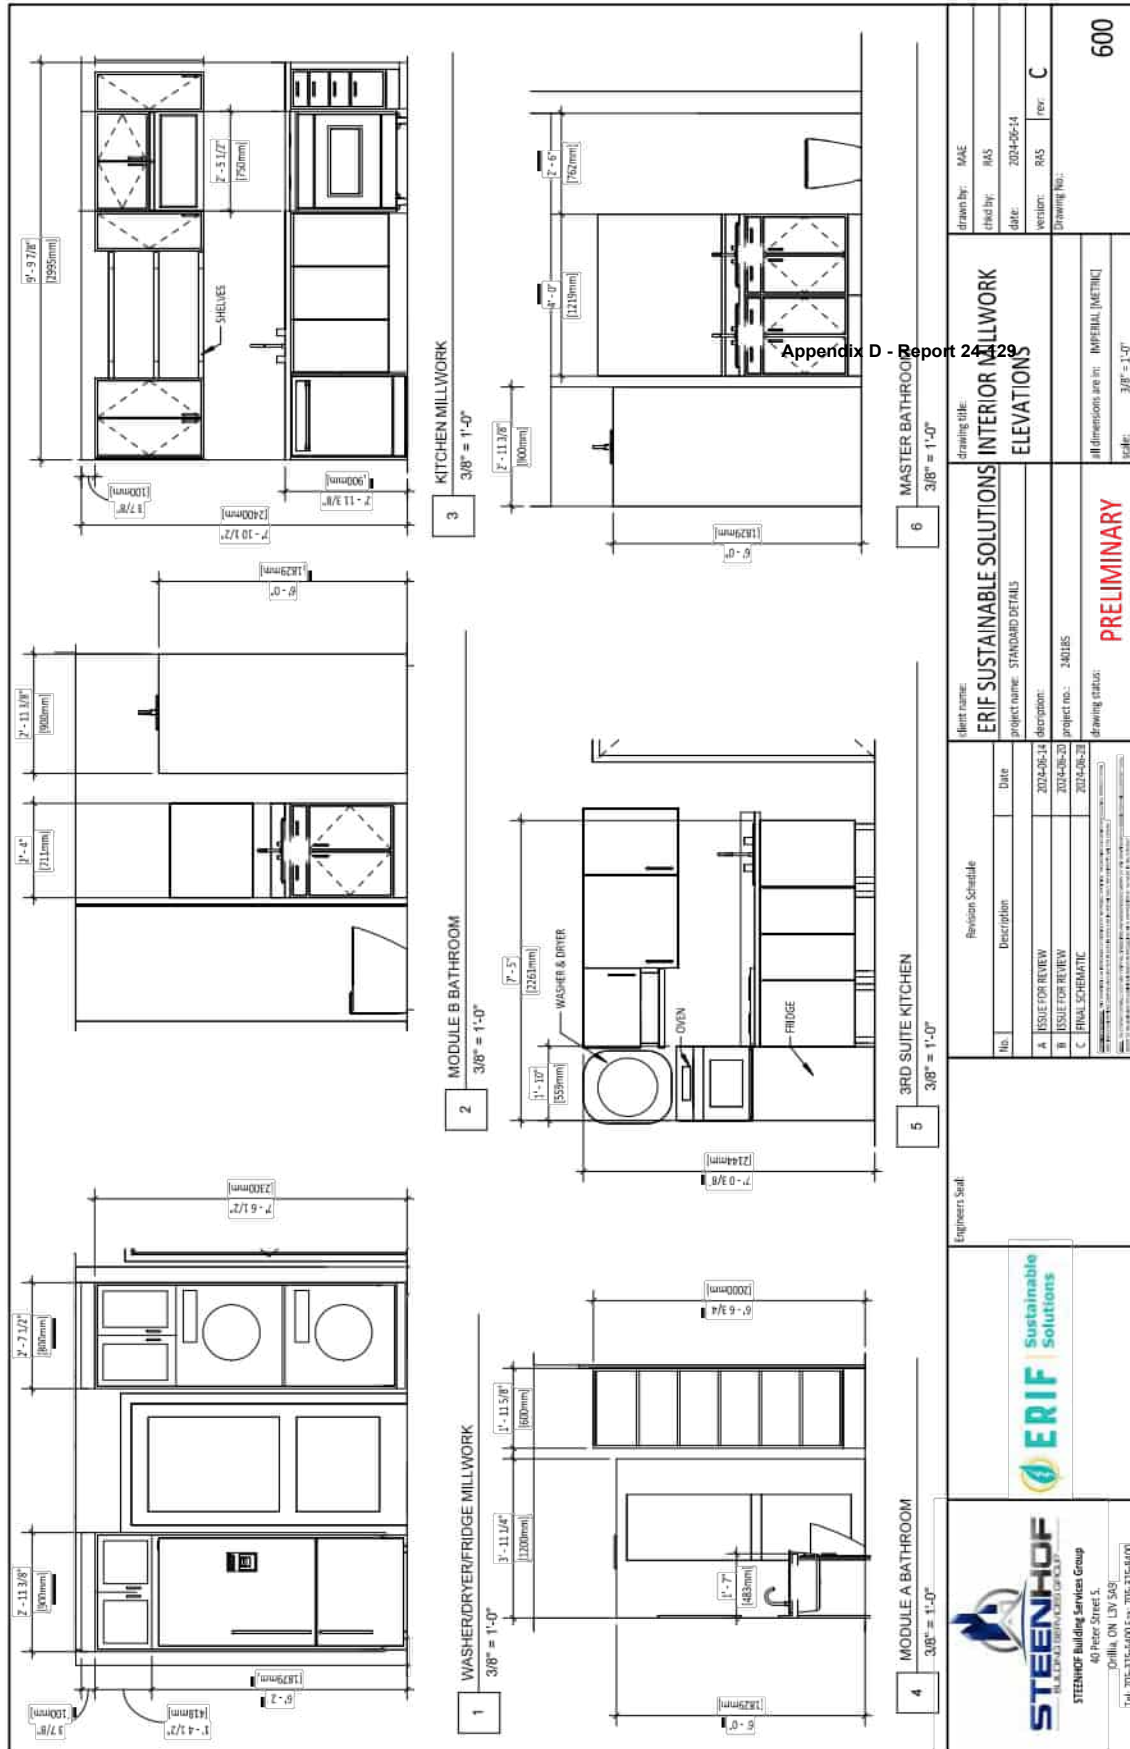 2' - 11 3/8"
[900mm]
2' - 7 1/2"
[800mm]
3 7/8"
[100mm]
1' - 4 1/2"
[418mm]
6' - 2
[1879mm]
7' - 6 1/2"
[2300mm]
1
WASHER/DRYER/FRIDGE MILLWORK
3/8" = 1'-0"
2' - 4"
[711mm]
2' - 11 3/8"
[900mm]
6' - 0"
[1829mm]
2
MODULE B BATHROOM
3/8" = 1'-0"
9' - 9 7/8"
[2995mm]
3 7/8"
[100mm]
7' - 10 1/2"
[2400mm]
2' - 11 3/8"
[900mm]
SHELVES
2' - 5 1/2"
[750mm]
3
KITCHEN MILLWORK
3/8" = 1'-0"
3' - 11 1/4"
[1200mm]
1' - 11 5/8"
[600mm]
1' - 7"
[483mm]
6' - 0"
[1829mm]
6' - 6 3/4
[2000mm]
4
MODULE A BATHROOM
3/8" = 1'-0"
7' - 5"
[2261mm]
1' - 10"
[559mm]
7' - 0 3/8"
[2144mm]
WASHER & DRYER
OVEN
FRIDGE
5
3RD SUITE KITCHEN
3/8" = 1'-0"
2' - 11 3/8"
[900mm]
4' - 0"
[1219mm]
2' - 6"
[762mm]
6' - 0"
[1829mm]
6
MASTER BATHROOM
3/8" = 1'-0"
Appendix D - Report 24-129
STEENHOF
BUILDING SERVICES GROUP
STEENHOF Building Services Group
40 Peter Street S.
Orillia, ON L3V 5A9
ERIF Sustainable
Solutions
Engineers Seal:
Revision Schedule
No. Description Date
A ISSUE FOR REVIEW 2024-06-14
B ISSUE FOR REVIEW 2024-06-20
C FINAL SCHEMATIC 2024-06-28
client name:
ERIF SUSTAINABLE SOLUTIONS
project name: STANDARD DETAILS
decription:
project no.: 240185
drawing status:
PRELIMINARY
drawing title:
INTERIOR MILLWORK
ELEVATIONS
all dimensions are in: IMPERIAL [METRIC]
scale: 3/8" = 1'-0"
drawn by: MAE
chkd by: RAS
date: 2024-06-14
version: RAS rev: C
Drawing No.:
600